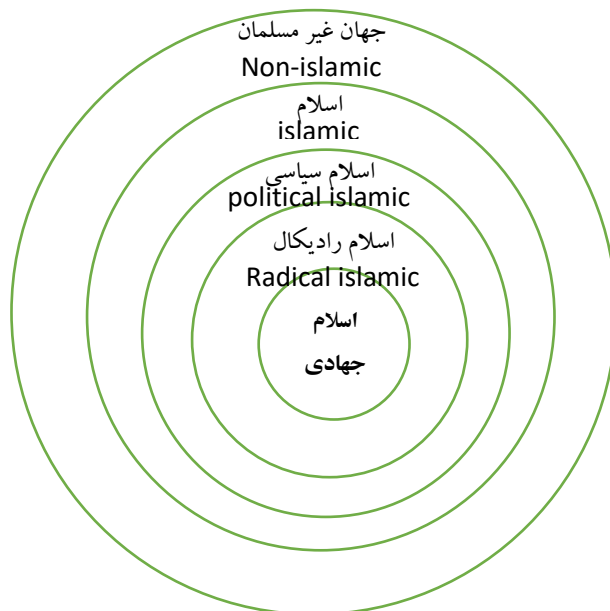 جهان غیر مسلمان
Non-islamic
اسلام
islamic
اسلام سیاسی
political islamic
اسلام رادیکال
Radical islamic
اسلام
جهادی